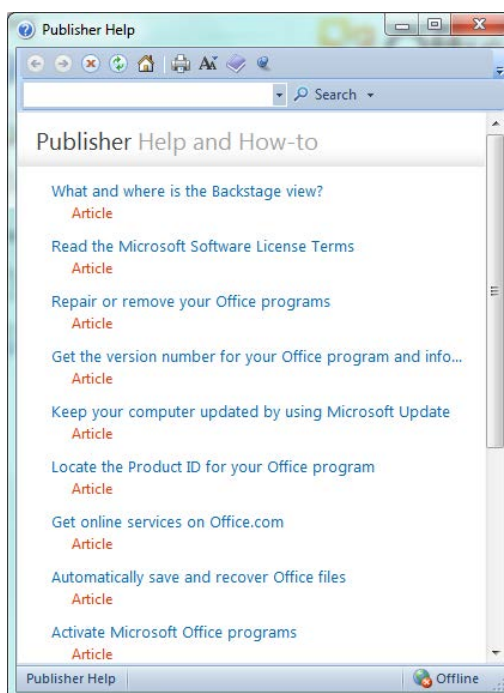 Publisher Help
Search
Publisher Help and How-to
What and where is the Backstage view?
Article
Read the Microsoft Software License Terms
Article
Repair or remove your Office programs
Article
Get the version number for your Office program and info...
Article
Keep your computer updated by using Microsoft Update
Article
Locate the Product ID for your Office program
Article
Get online services on Office.com
Article
Automatically save and recover Office files
Article
Activate Microsoft Office programs
Article
Publisher Help Offline